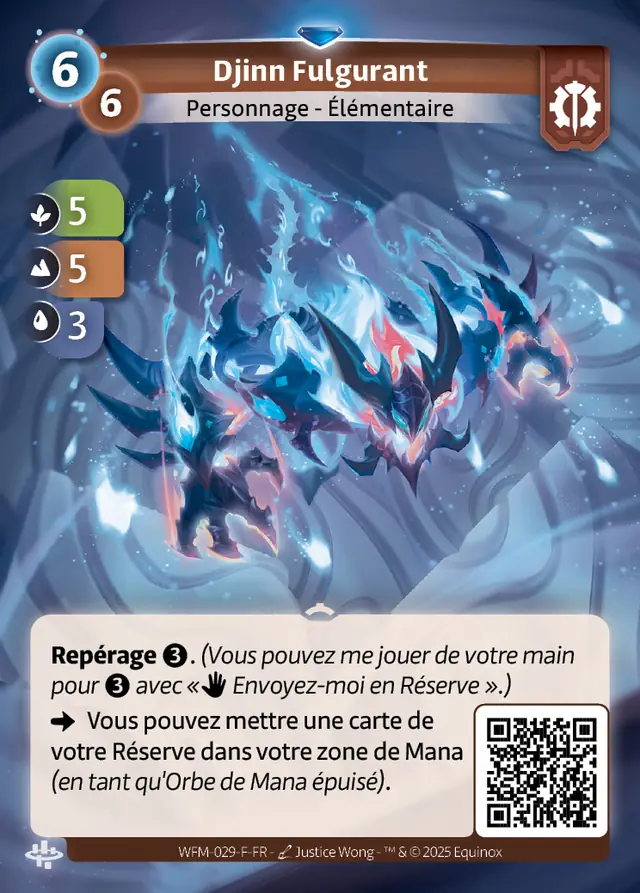 6
6
Djinn Fulgurant
Personnage - Élémentaire
5
5
3
Repérage 3. (Vous pouvez me jouer de votre main
pour 3 avec « Envoyez-moi en Réserve ».)
Vous pouvez mettre une carte de
votre Réserve dans votre zone de Mana
(en tant qu'Orbe de Mana épuisé).
WFM-029-F-FR - Justice Wong - ™ & © 2025 Equinox